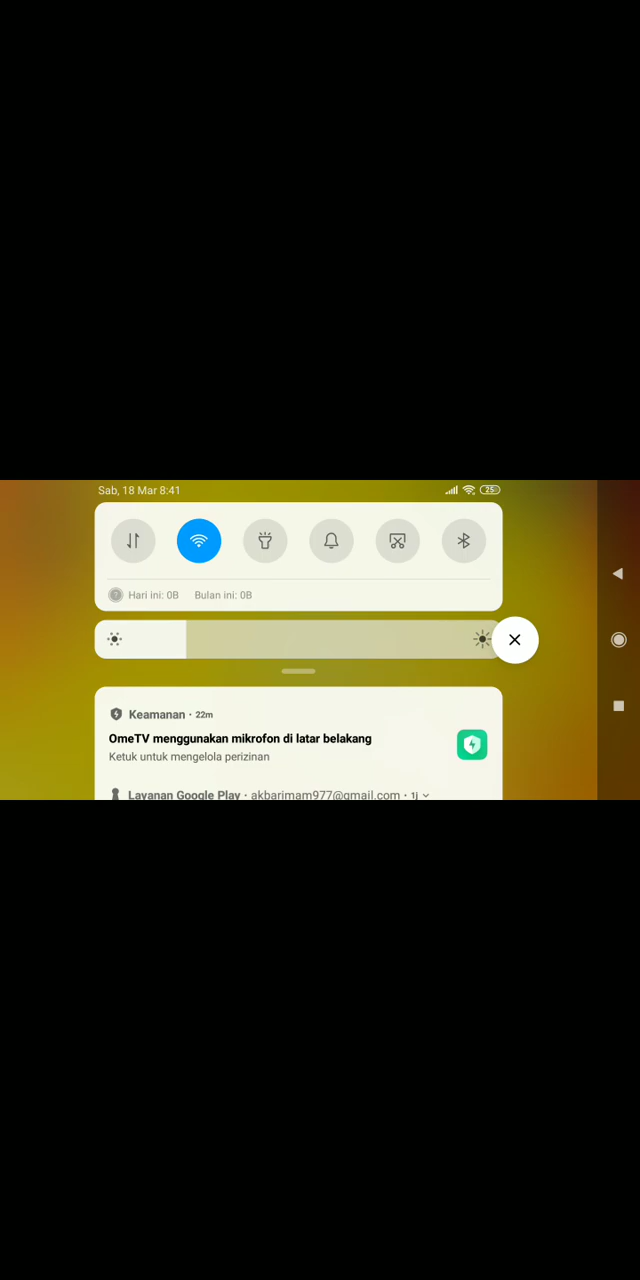 Sab, 18 Mar 8:41
25
Hari ini: 0B Bulan ini: 0B
Keamanan · 22m
OmeTV menggunakan mikrofon di latar belakang
Ketuk untuk mengelola perizinan
Layanan Google Play · akbarimam977@gmail.com · 1j